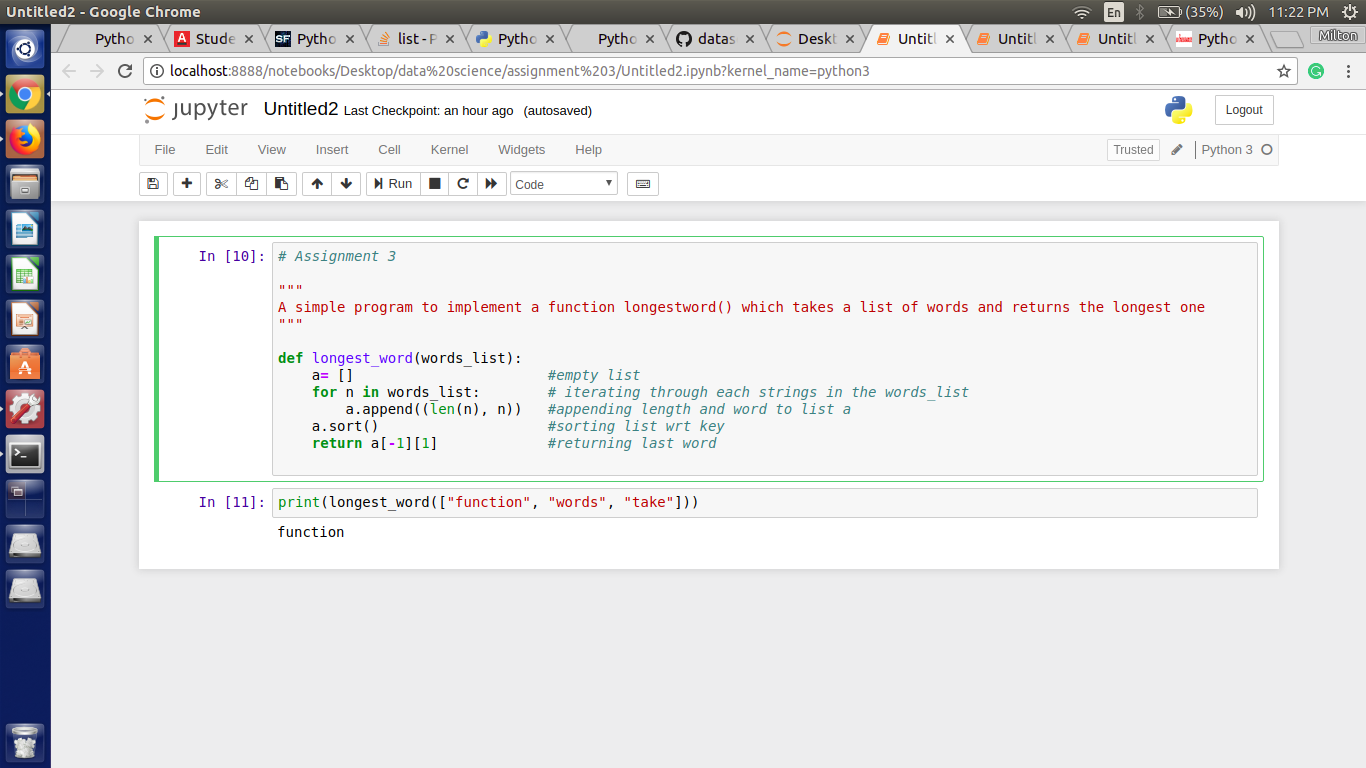 Untitled2 - Google Chrome
En
(35%)
11:22 PM
Pytho
A Stude
SF Pytho
list - P
Pytho
Pytho
datas
Deskt
Untitl
Untitl
Untitl
Pytho
Milton
localhost:8888/notebooks/Desktop/data%20science/assignment%203/Untitled2.ipynb?kernel_name=python3
jupyter Untitled2 Last Checkpoint: an hour ago (autosaved)
Logout
File Edit View Insert Cell Kernel Widgets Help
Trusted
Python 3
Run
Code
In [10]:
# Assignment 3
"""
A simple program to implement a function longestword() which takes a list of words and returns the longest one
"""
def longest_word(words_list):
    a= [] #empty list
    for n in words_list: # iterating through each strings in the words_list
        a.append((len(n), n)) #appending length and word to list a
    a.sort() #sorting list wrt key
    return a[-1][1] #returning last word
In [11]: print(longest_word(["function", "words", "take"]))
function